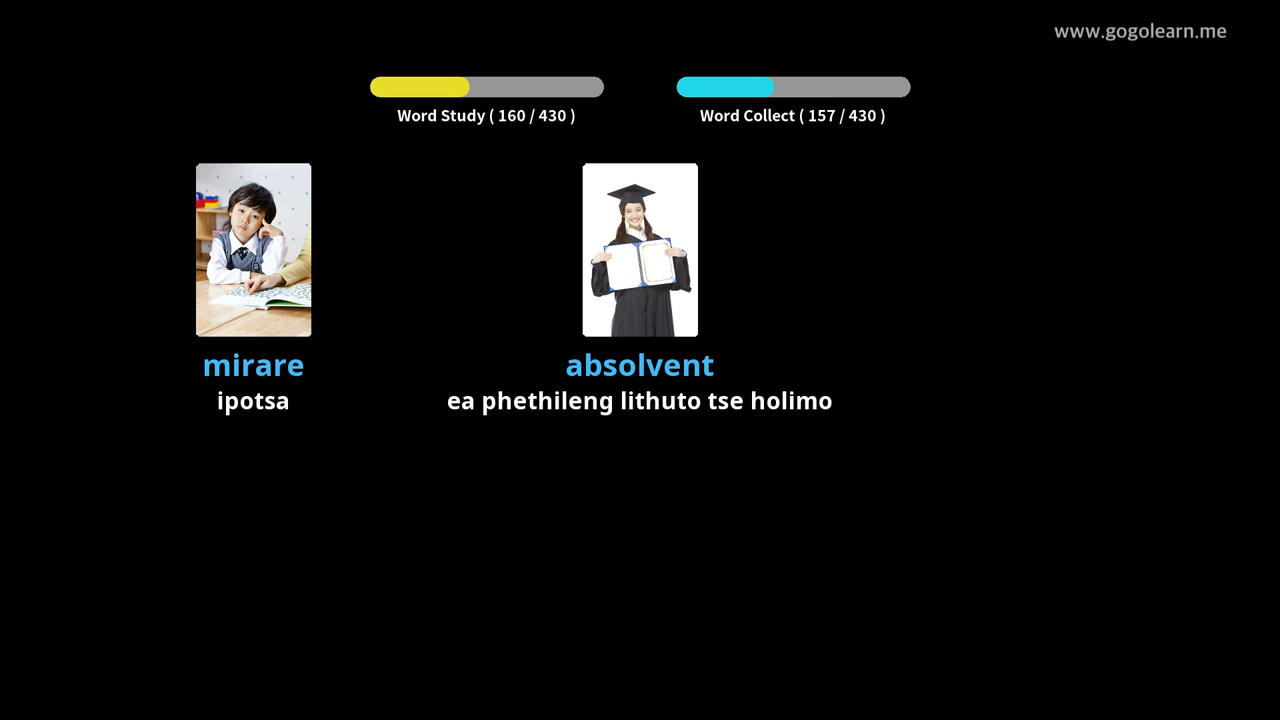 www.gogolearn.me
Word Study ( 160 / 430 )
Word Collect ( 157 / 430 )
mirare
ipotsa
absolvent
ea phethileng lithuto tse holimo